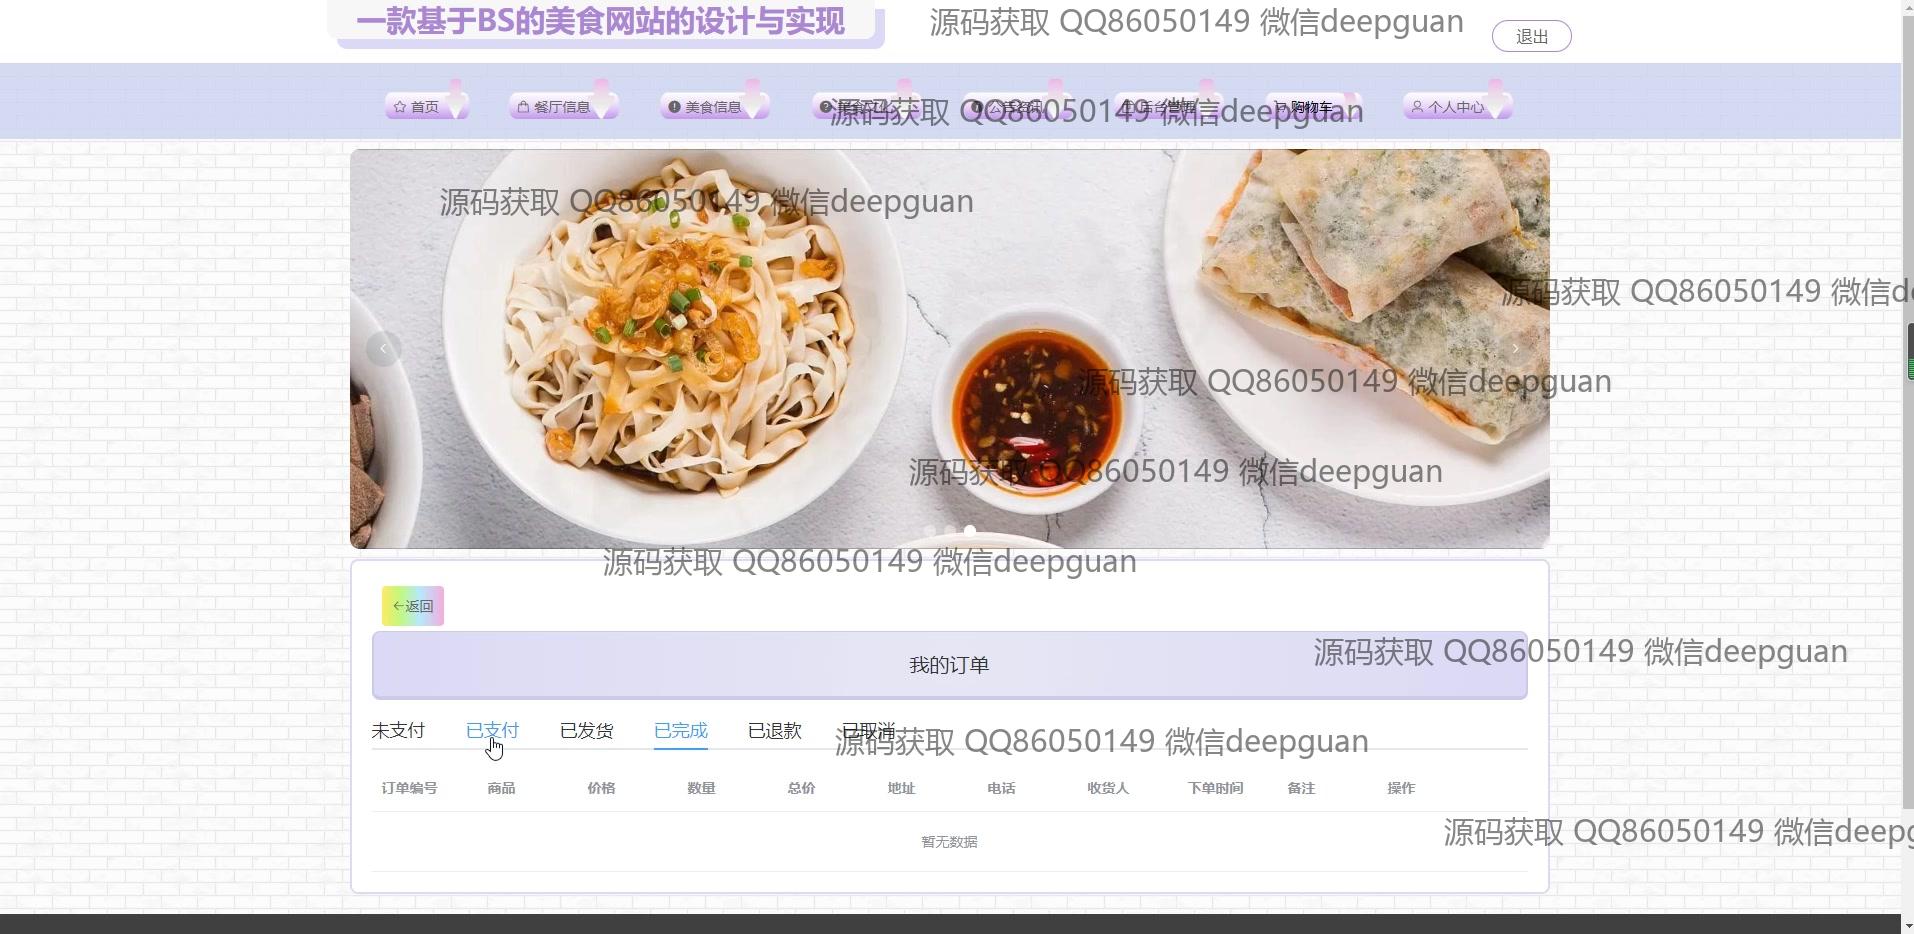 一款基于BS的美食网站的设计与实现
源码获取 QQ86050149 微信deepguan
退出
首页 餐厅信息 美食信息 购物车 个人中心
源码获取 QQ86050149 微信deepguan
源码获取 QQ86050149 微信deepguan
源码获取 QQ86050149 微信d
源码获取 QQ86050149 微信deepguan
源码获取 QQ86050149 微信deepguan
源码获取 QQ86050149 微信deepguan
←返回
源码获取 QQ86050149 微信deepguan
我的订单
未支付 已支付 已发货 已完成 已退款 已取消
源码获取 QQ86050149 微信deepguan
订单编号 商品 价格 数量 总价 地址 电话 收货人 下单时间 备注 操作
源码获取 QQ86050149 微信deepg
暂无数据